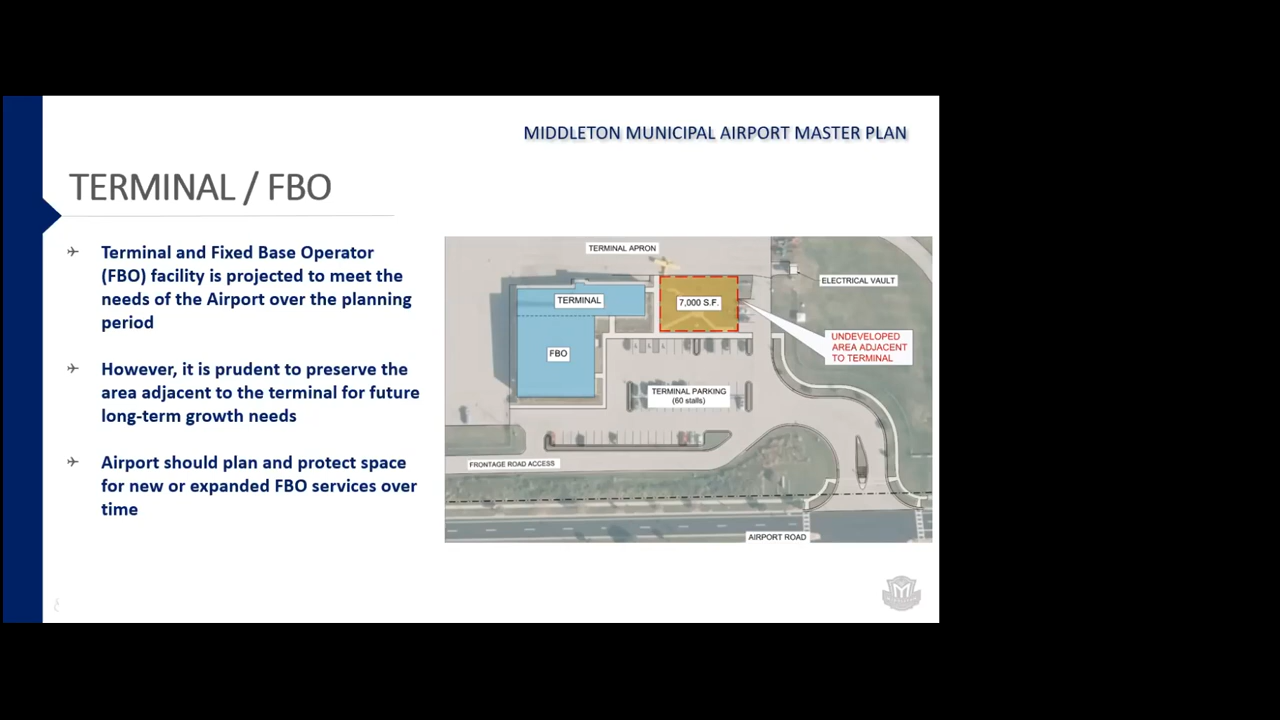 MIDDLETON MUNICIPAL AIRPORT MASTER PLAN
TERMINAL / FBO
Terminal and Fixed Base Operator
(FBO) facility is projected to meet the
needs of the Airport over the planning
period
However, it is prudent to preserve the
area adjacent to the terminal for future
long-term growth needs
Airport should plan and protect space
for new or expanded FBO services over
time
TERMINAL APRON
ELECTRICAL VAULT
TERMINAL
7,000 S.F.
UNDEVELOPED
AREA ADJACENT
TO TERMINAL
FBO
TERMINAL PARKING
(60 stalls)
FRONTAGE ROAD ACCESS
AIRPORT ROAD